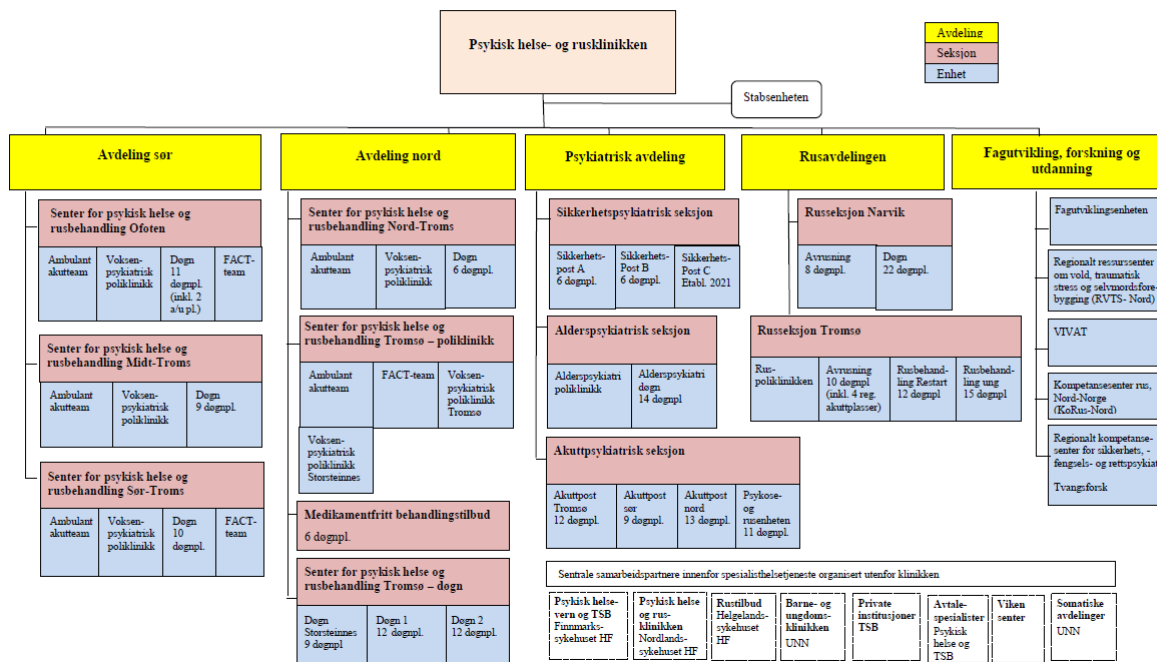 Psykisk helse- og rusklinikken
Avdeling
Seksjon
Enhet
Stabsenheten
Avdeling sør
Senter for psykisk helse og
rusbehandling Ofoten
Ambulant
akutteam
Voksen-
psykiatrisk
poliklinikk
Døgn
11
døgnpl.
(inkl. 2
a/u pl.)
FACT-
team
Senter for psykisk helse og
rusbehandling Midt-Troms
Ambulant
akutteam
Voksen-
psykiatrisk
poliklinikk
Døgn
9 døgnpl.
Senter for psykisk helse og
rusbehandling Sør-Troms
Ambulant
akutteam
Voksen-
psykiatrisk
poliklinikk
Døgn
10
døgnpl.
FACT-
team
Avdeling nord
Senter for psykisk helse og
rusbehandling Nord-Troms
Ambulant
akutteam
Voksen-
psykiatrisk
poliklinikk
Døgn
6 døgnpl.
Senter for psykisk helse og
rusbehandling Tromsø – poliklinikk
Ambulant
akutteam
FACT-team
Voksen-
psykiatrisk
poliklinikk
Tromsø
Voksen-
psykiatrisk
poliklinikk
Storsteinnes
Medikamentfritt behandlingstilbud
6 døgnpl.
Senter for psykisk helse og
rusbehandling Tromsø – døgn
Døgn
Storsteinnes
9 døgnpl
Døgn 1
12 døgnpl.
Døgn 2
12 døgnpl.
Psykiatrisk avdeling
Sikkerhetspsykiatrisk seksjon
Sikkerhets-
post A
6 døgnpl.
Sikkerhets-
Post B
6 døgnpl.
Sikkerhets-
Post C
Etabl. 2021
Alderspsykiatrisk seksjon
Alderspsykiatri
poliklinikk
Alderspsykiatri
døgn
14 døgnpl
Akuttpsykiatrisk seksjon
Akuttpost
Tromsø
12 døgnpl.
Akuttpost
sør
9 døgnpl.
Akuttpost
nord
13 døgnpl.
Psykose-
og
rusenheten
11 døgnpl.
Rusavdelingen
Russeksjon Narvik
Avrusning
8 døgnpl.
Døgn
22 døgnpl.
Russeksjon Tromsø
Rus-
poliklinikken
Avrusning
10 døgnpl
(inkl. 4 reg.
akuttplasser)
Rusbehand-
ling Restart
12 døgnpl
Rusbehand-
ling ung
15 døgnpl
Fagutvikling, forskning og
utdanning
Fagutviklingsenheten
Regionalt ressurssenter
om vold, traumatisk
stress og selvmordsfore-
bygging (RVTS- Nord)
VIVAT
Kompetansesenter rus,
Nord-Norge
(KoRus-Nord)
Regionalt kompetanse-
senter for sikkerhets, -
fengsels- og rettspsykiat
Tvangsforsk
Sentrale samarbeidspartnere innenfor spesialisthelsetjeneste organisert utenfor klinikken
Psykisk helse-
vern og TSB
Finnmarks-
sykehuset HF
Psykisk helse
og rus-
klinikken
Nordlands-
sykehuset HF
Rustilbud
Helgelands-
sykehuset
HF
Barne- og
ungdoms-
klinikken
UNN
Private
institusjoner
TSB
Avtale-
spesialister
Psykisk
helse og
TSB
Viken
senter
Somatiske
avdelinger
UNN